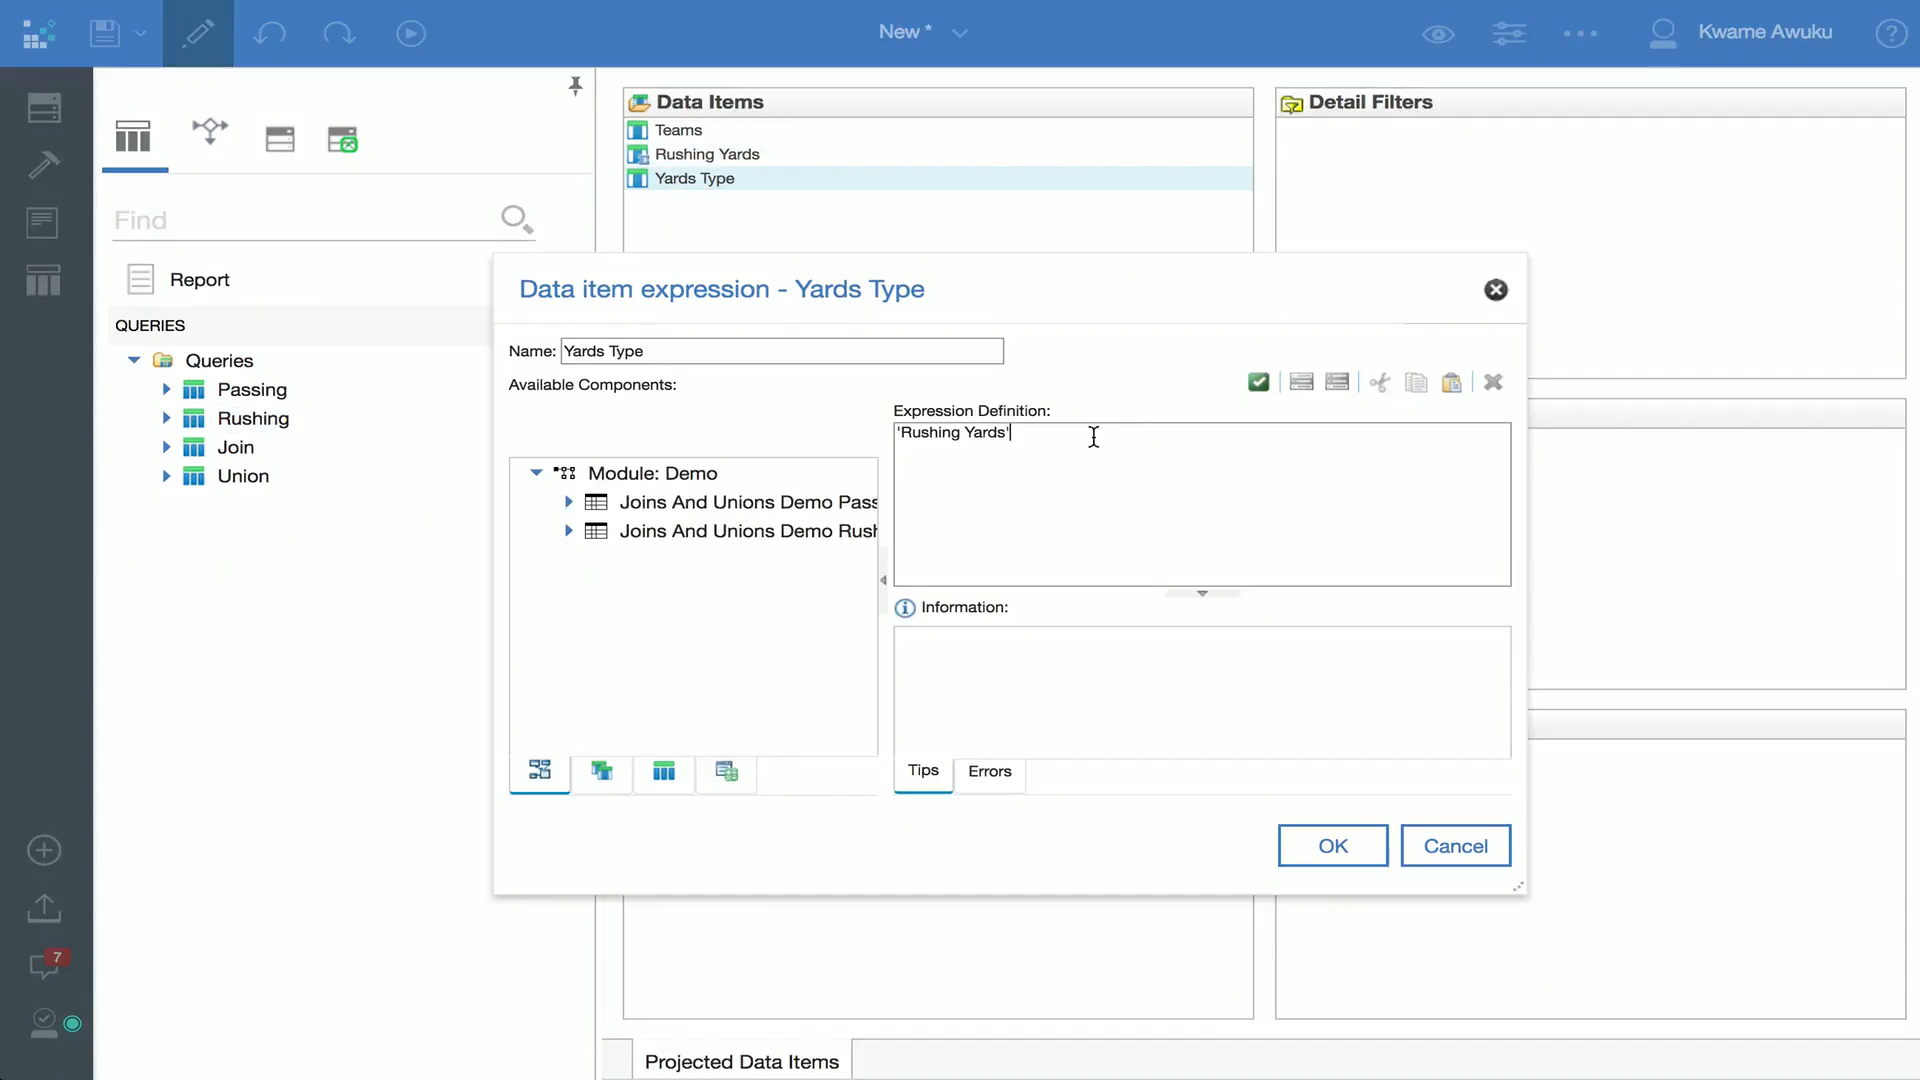 New *
Kwame Awuku
Find
Report
QUERIES
Queries
Passing
Rushing
Join
Union
7
Data Items
Teams
Rushing Yards
Yards Type
Detail Filters
Data item expression - Yards Type
Name: Yards Type
Available Components:
Expression Definition:
'Rushing Yards'
Module: Demo
Joins And Unions Demo Pass
Joins And Unions Demo Rush
Information:
Tips
Errors
OK
Cancel
Projected Data Items